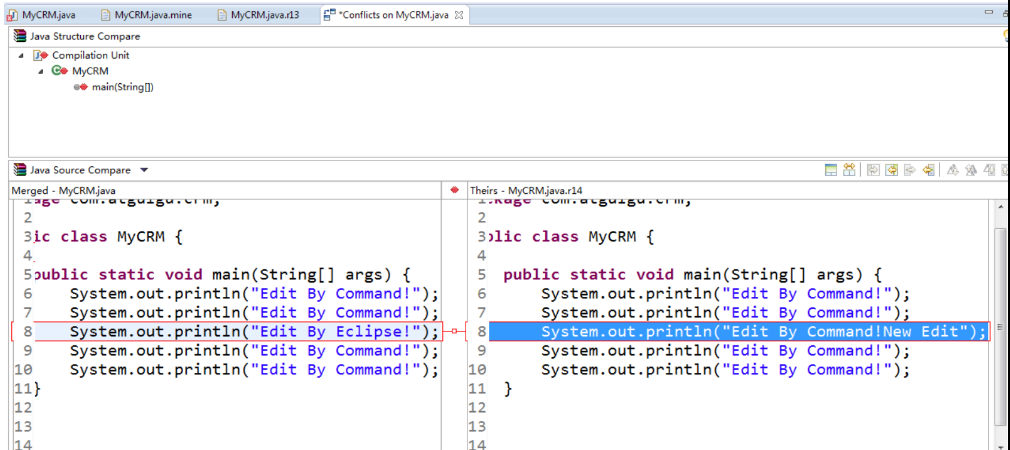 MyCRM.java MyCRM.java.mine MyCRM.java.r13 *Conflicts on MyCRM.java
Java Structure Compare
Compilation Unit
MyCRM
main(String[])
Java Source Compare
Merged - MyCRM.java
1age com.atguigu.crm;
2
3ic class MyCRM {
4
5public static void main(String[] args) {
6 System.out.println("Edit By Command!");
7 System.out.println("Edit By Command!");
8 System.out.println("Edit By Eclipse!");
9 System.out.println("Edit By Command!");
10 System.out.println("Edit By Command!");
11}
12
13
14
Theirs - MyCRM.java.r14
1kage com.atguigu.crm;
2
3blic class MyCRM {
4
5 public static void main(String[] args) {
6 System.out.println("Edit By Command!");
7 System.out.println("Edit By Command!");
8 System.out.println("Edit By Command!New Edit");
9 System.out.println("Edit By Command!");
10 System.out.println("Edit By Command!");
11 }
12
13
14